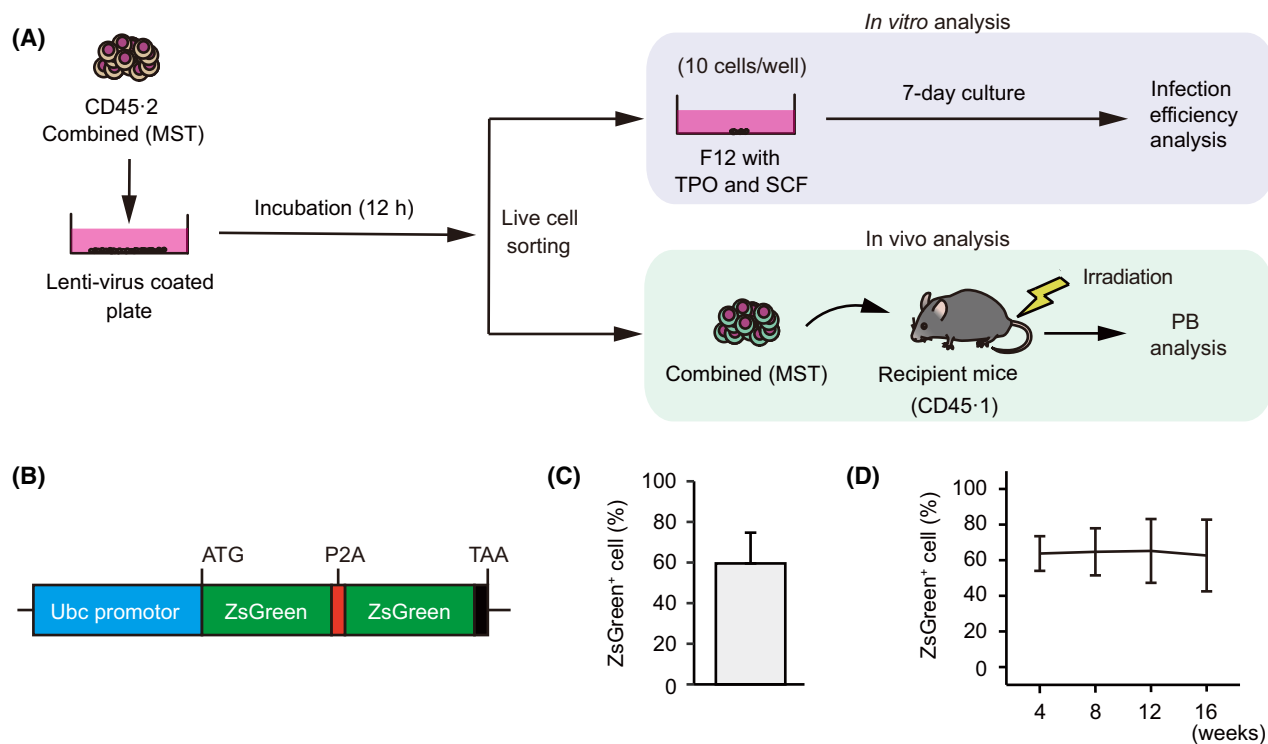 (A)
CD45·2
Combined (MST)
Lenti-virus coated
plate
Incubation (12 h)
Live cell
sorting
In vitro analysis
(10 cells/well)
F12 with
TPO and SCF
7-day culture
Infection
efficiency
analysis
In vivo analysis
Combined (MST)
Recipient mice
(CD45·1)
Irradiation
PB
analysis
(B)
ATG
P2A
TAA
Ubc promotor
ZsGreen
ZsGreen
(C)
ZsGreen⁺ cell (%)
100
80
60
40
20
0
(D)
ZsGreen⁺ cell (%)
100
80
60
40
20
0
4
8
12
16
(weeks)